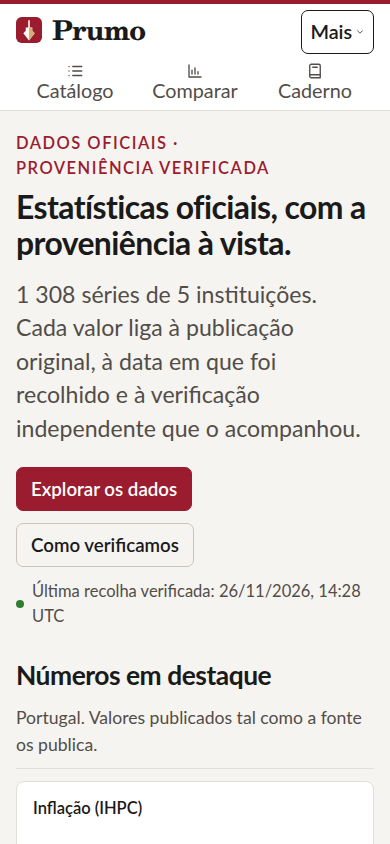 Prumo
Mais
Catálogo
Comparar
Caderno
DADOS OFICIAIS ·
PROVENIÊNCIA VERIFICADA
Estatísticas oficiais, com a
proveniência à vista.
1 308 séries de 5 instituições.
Cada valor liga à publicação
original, à data em que foi
recolhido e à verificação
independente que o acompanhou.
Explorar os dados
Como verificamos
Última recolha verificada: 26/11/2026, 14:28
UTC
Números em destaque
Portugal. Valores publicados tal como a fonte
os publica.
Inflação (IHPC)